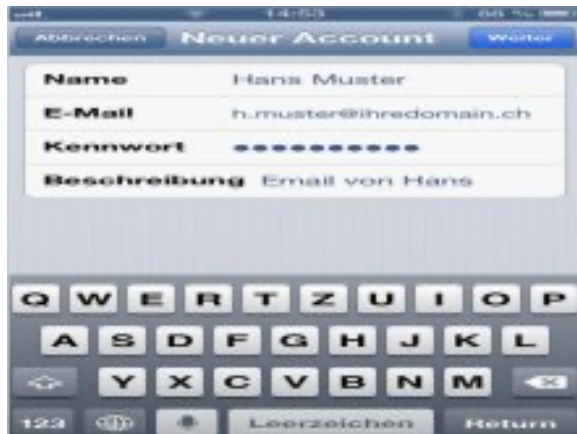 14:53
Abbrechen Neuer Account Weiter
Name Hans Muster
E-Mail h.muster@ihredomain.ch
Kennwort ••••••••••
Beschreibung Email von Hans
Q W E R T Z U I O P
A S D F G H J K L
Y X C V B N M
123 Leerzeichen Return